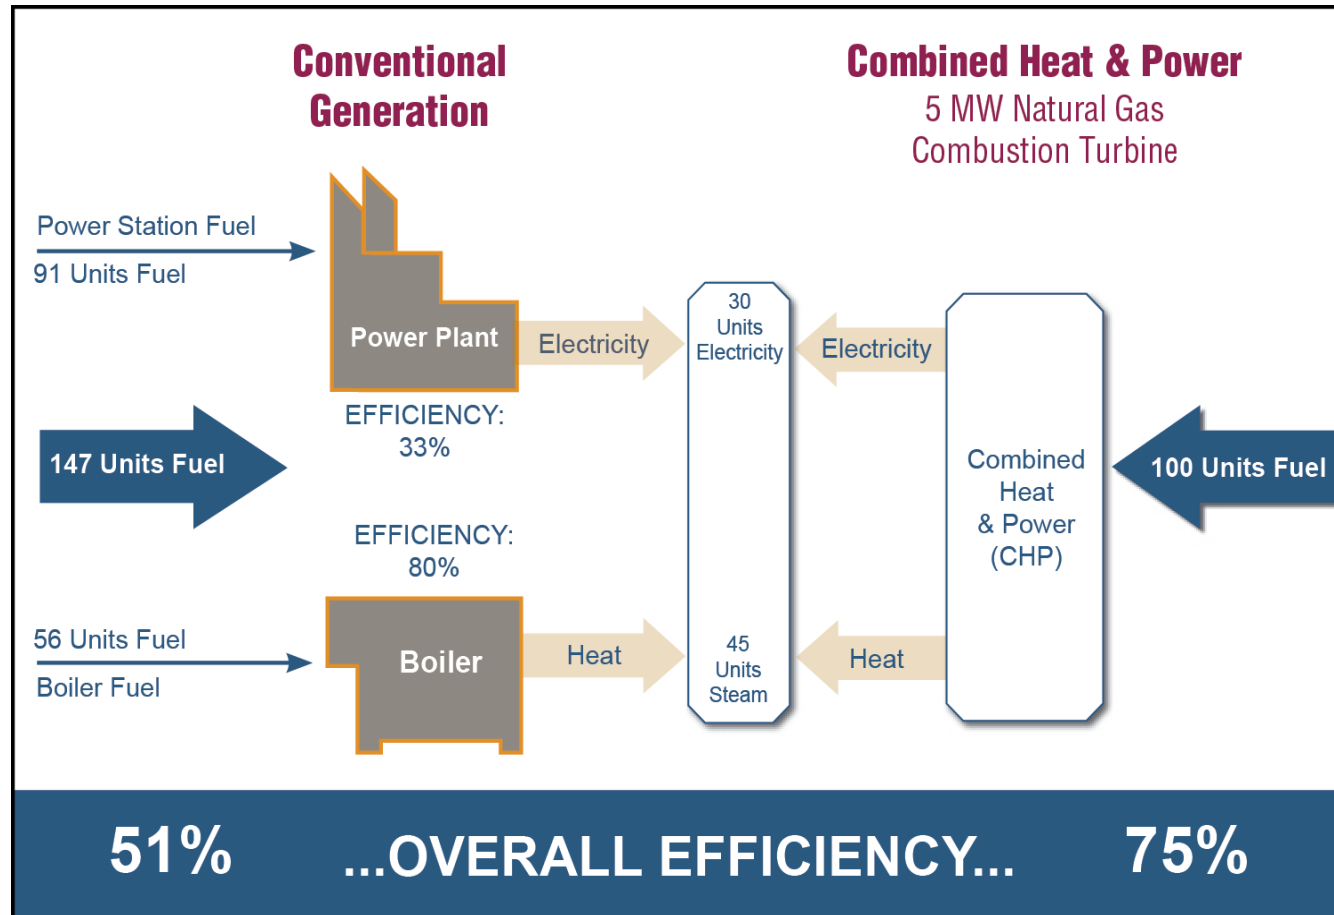 Conventional
Generation
Combined Heat & Power
5 MW Natural Gas
Combustion Turbine
Power Station Fuel
91 Units Fuel
Power Plant
Electricity
30
Units
Electricity
Electricity
EFFICIENCY:
33%
147 Units Fuel
Combined
Heat
& Power
(CHP)
100 Units Fuel
EFFICIENCY:
80%
56 Units Fuel
Boiler Fuel
Boiler
Heat
45
Units
Steam
Heat
51%
...OVERALL EFFICIENCY...
75%